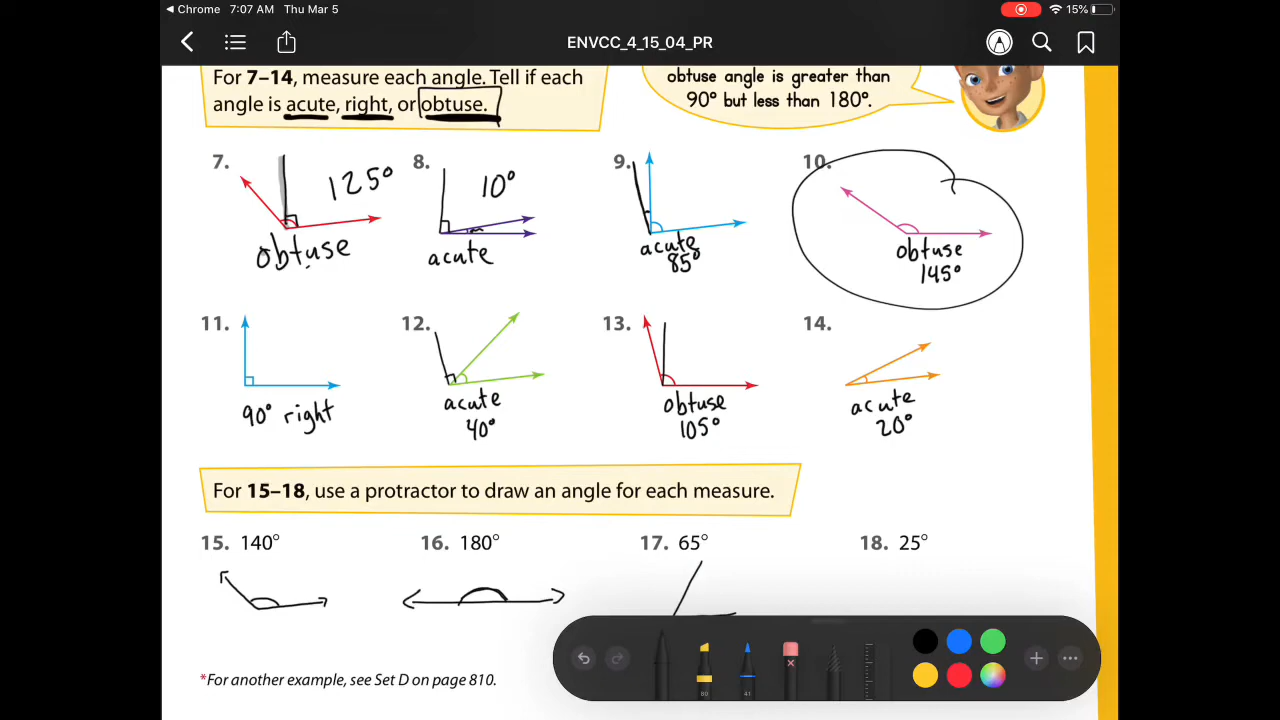 Chrome 7:07 AM Thu Mar 5 15%
ENVCC_4_15_04_PR
For 7–14, measure each angle. Tell if each
angle is acute, right, or obtuse.
obtuse angle is greater than
90° but less than 180°.
7. 125°
obtuse
8. 10°
acute
9.
acute
85°
10.
obtuse
145°
11.
90° right
12.
acute
40°
13.
obtuse
105°
14.
acute
20°
For 15–18, use a protractor to draw an angle for each measure.
15. 140°
16. 180°
17. 65°
18. 25°
*For another example, see Set D on page 810.
80
41